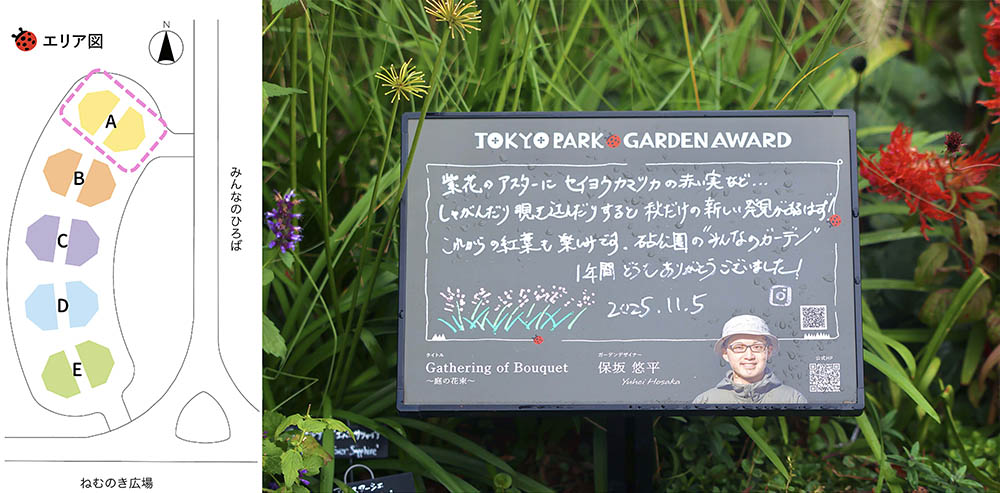 エリア図
N
A
B
C
D
E
みんなのひろば
ねむのき広場
TOKYO PARK GARDEN AWARD
紫花のアスターに セイヨウカマツカの赤い実など…
しゃがんだり 覗き込んだりすると 秋だけの新しい発見があるはず
これからの紅葉も楽しみです。砧公園の"みんなのガーデン"
1年間 どうもありがとうございました!
2025.11.5
タイトル
Gathering of Bouquet
～庭の花束～
ガーデンデザイナー
保坂 悠平
Yuhei Hosaka
公式HP